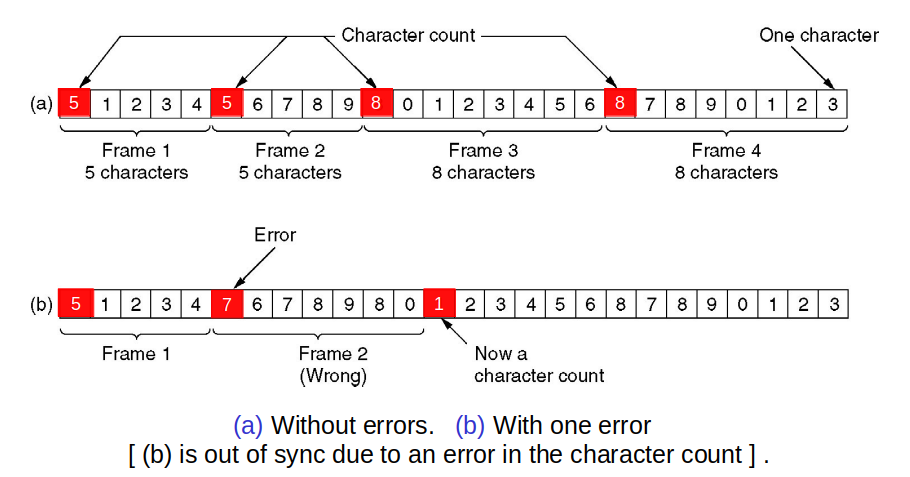 Character count One character
(a) 5 1 2 3 4 5 6 7 8 9 8 0 1 2 3 4 5 6 8 7 8 9 0 1 2 3
Frame 1 Frame 2 Frame 3 Frame 4
5 characters 5 characters 8 characters 8 characters
Error
(b) 5 1 2 3 4 7 6 7 8 9 8 0 1 2 3 4 5 6 8 7 8 9 0 1 2 3
Frame 1 Frame 2 Now a
(Wrong) character count
(a) Without errors. (b) With one error
[ (b) is out of sync due to an error in the character count ] .